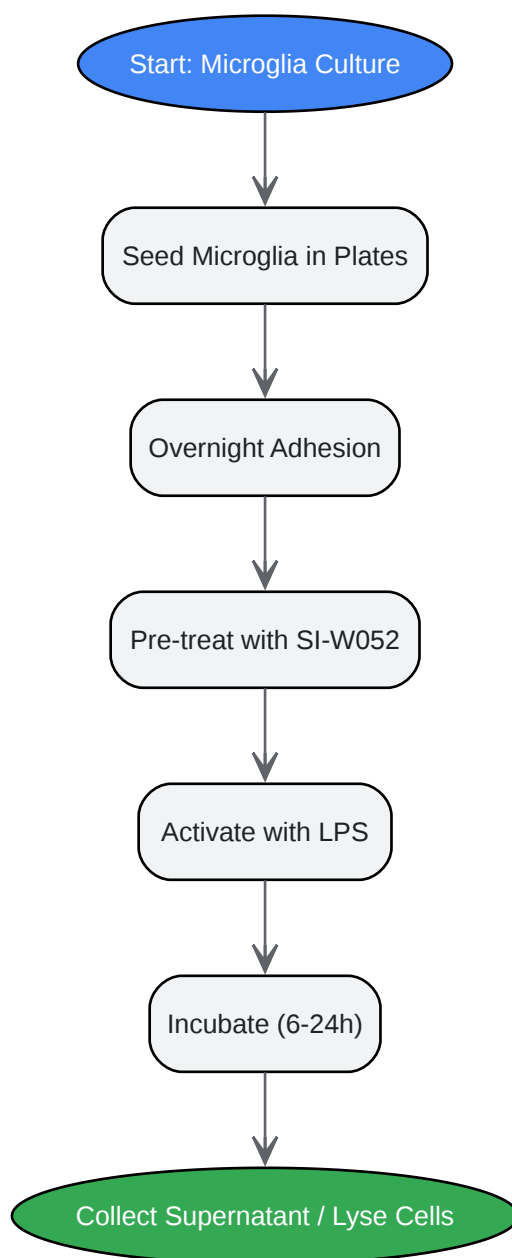 Start: Microglia Culture
Seed Microglia in Plates
Overnight Adhesion
Pre-treat with SI-W052
Activate with LPS
Incubate (6-24h)
Collect Supernatant / Lyse Cells